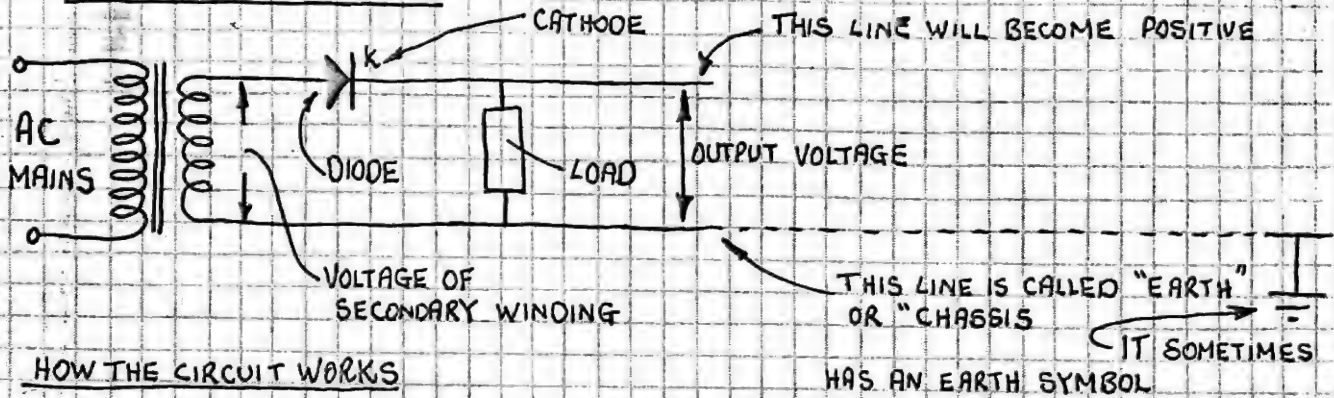 CATHODE
K
THIS LINE WILL BECOME POSITIVE
AC
MAINS
DIODE
LOAD
OUTPUT VOLTAGE
VOLTAGE OF
SECONDARY WINDING
THIS LINE IS CALLED "EARTH"
OR "CHASSIS
IT SOMETIMES
HAS AN EARTH SYMBOL
HOW THE CIRCUIT WORKS